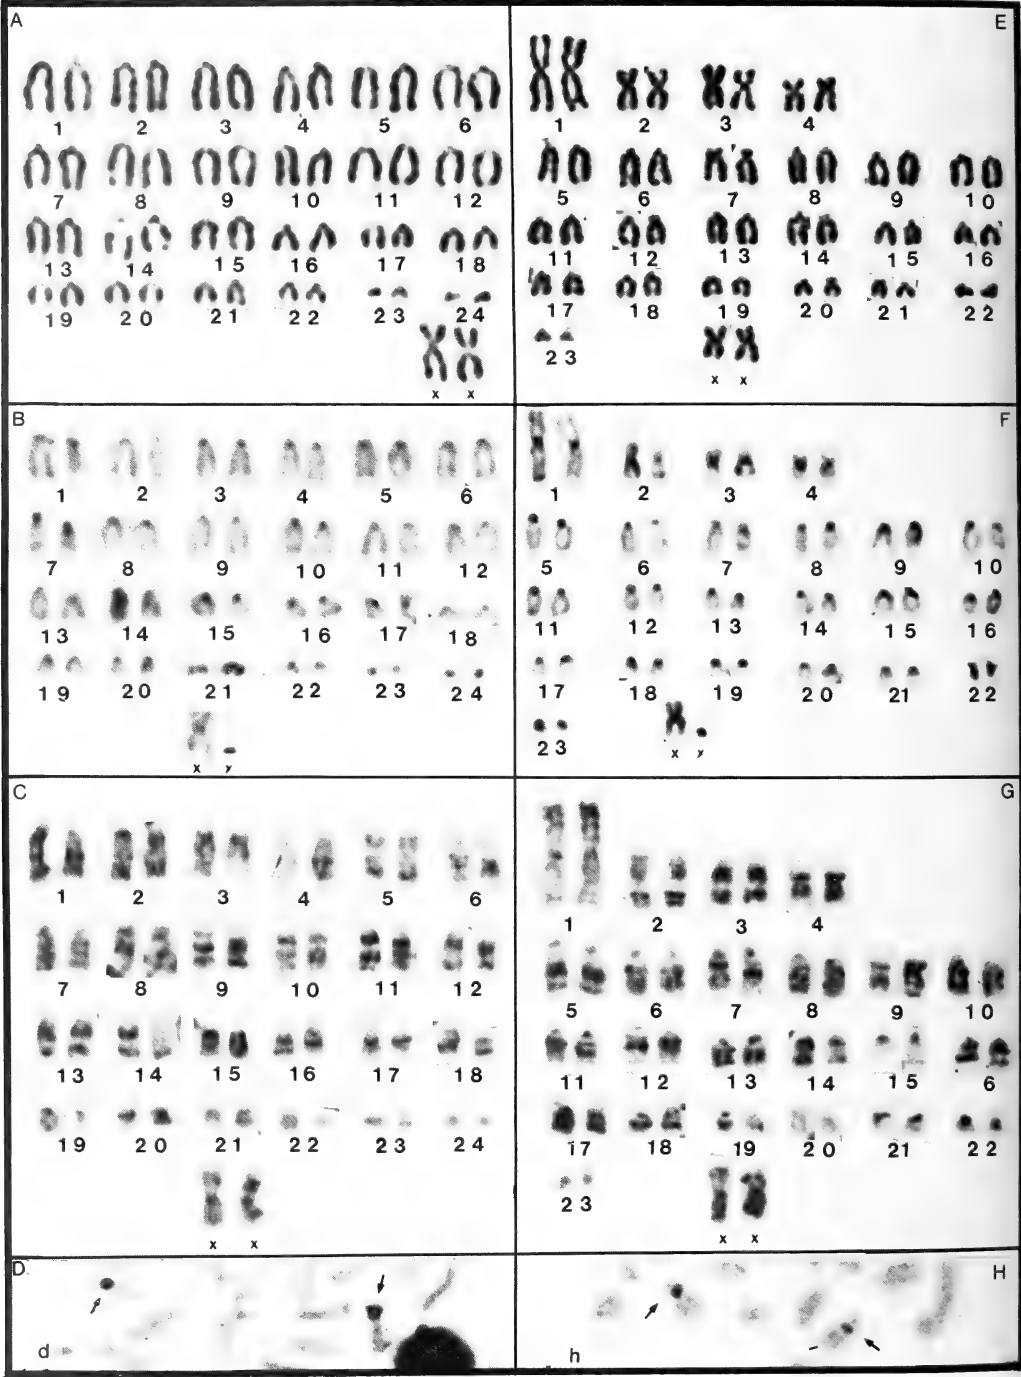 A
1 2 3 4 5 6
7 8 9 10 11 12
13 14 15 16 17 18
19 20 21 22 23 24
x x
E
1 2 3 4
5 6 7 8 9 10
11 12 13 14 15 16
17 18 19 20 21 22
23
x x
B
1 2 3 4 5 6
7 8 9 10 11 12
13 14 15 16 17 18
19 20 21 22 23 24
x y
F
1 2 3 4
5 6 7 8 9 10
11 12 13 14 15 16
17 18 19 20 21 22
23
x y
C
1 2 3 4 5 6
7 8 9 10 11 12
13 14 15 16 17 18
19 20 21 22 23 24
x x
G
1 2 3 4
5 6 7 8 9 10
11 12 13 14 15 6
17 18 19 20 21 22
23
x x
D
d
H
h